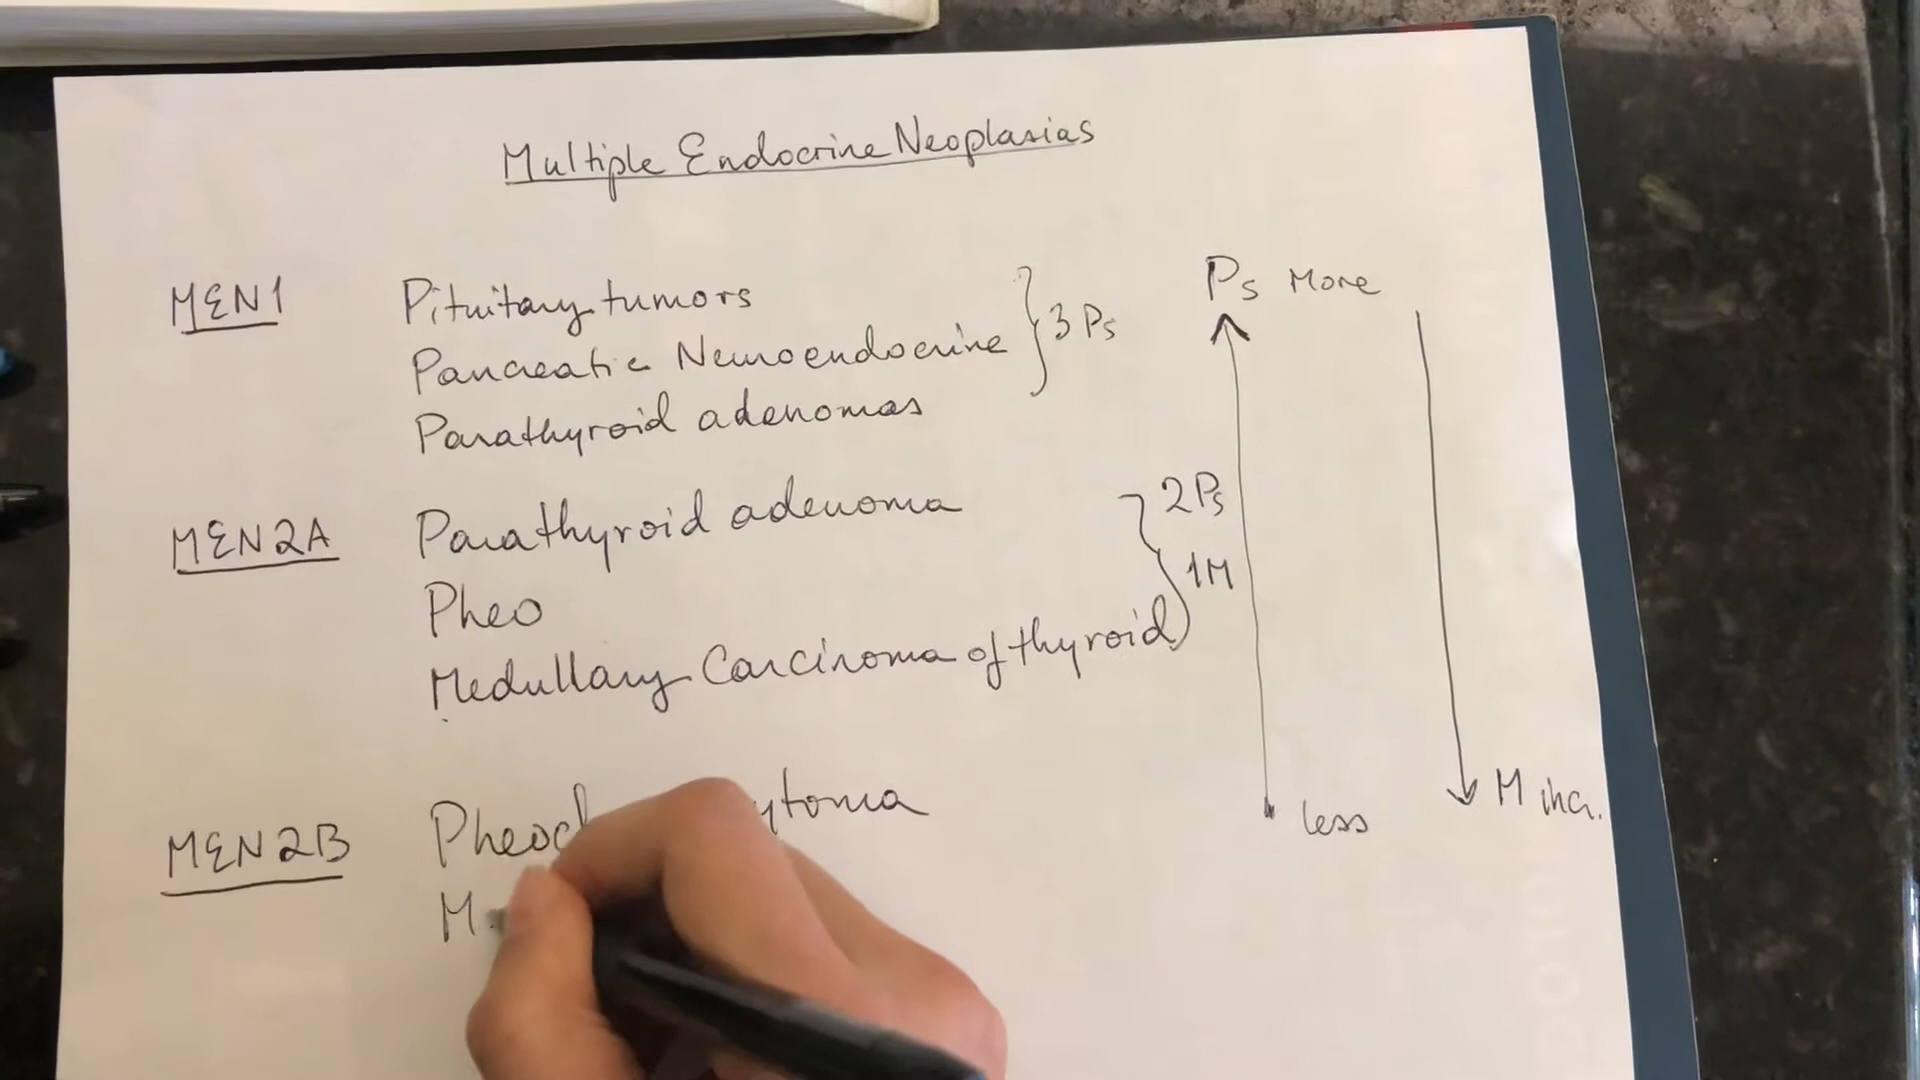 Multiple Endocrine Neoplasias
MEN1 Pituitary tumors
Pancreatic Neuroendocrine
Parathyroid adenomas
3 Ps
Ps More
MEN2A Parathyroid adenoma
Pheo
Medullary Carcinoma of thyroid
2Ps
1M
less
M incr.
MEN2B
M